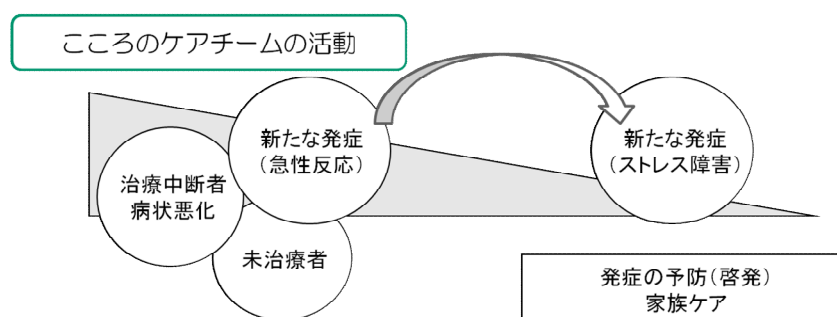 こころのケアチームの活動
新たな発症
（急性反応）
新たな発症
（ストレス障害）
治療中断者
病状悪化
未治療者
発症の予防（啓発）
家族ケア